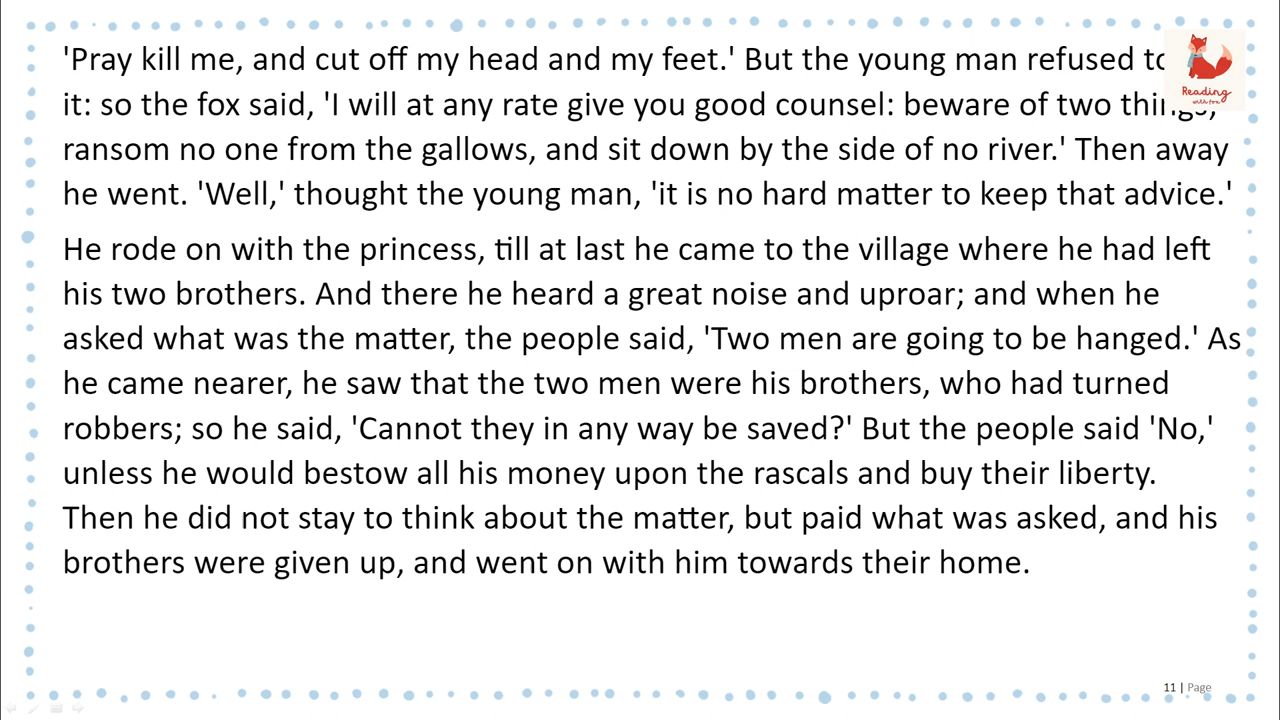 'Pray kill me, and cut off my head and my feet.' But the young man refused to
it: so the fox said, 'I will at any rate give you good counsel: beware of two things,
ransom no one from the gallows, and sit down by the side of no river.' Then away
he went. 'Well,' thought the young man, 'it is no hard matter to keep that advice.'
He rode on with the princess, till at last he came to the village where he had left
his two brothers. And there he heard a great noise and uproar; and when he
asked what was the matter, the people said, 'Two men are going to be hanged.' As
he came nearer, he saw that the two men were his brothers, who had turned
robbers; so he said, 'Cannot they in any way be saved?' But the people said 'No,'
unless he would bestow all his money upon the rascals and buy their liberty.
Then he did not stay to think about the matter, but paid what was asked, and his
brothers were given up, and went on with him towards their home.
Reading
with fox
11 | Page